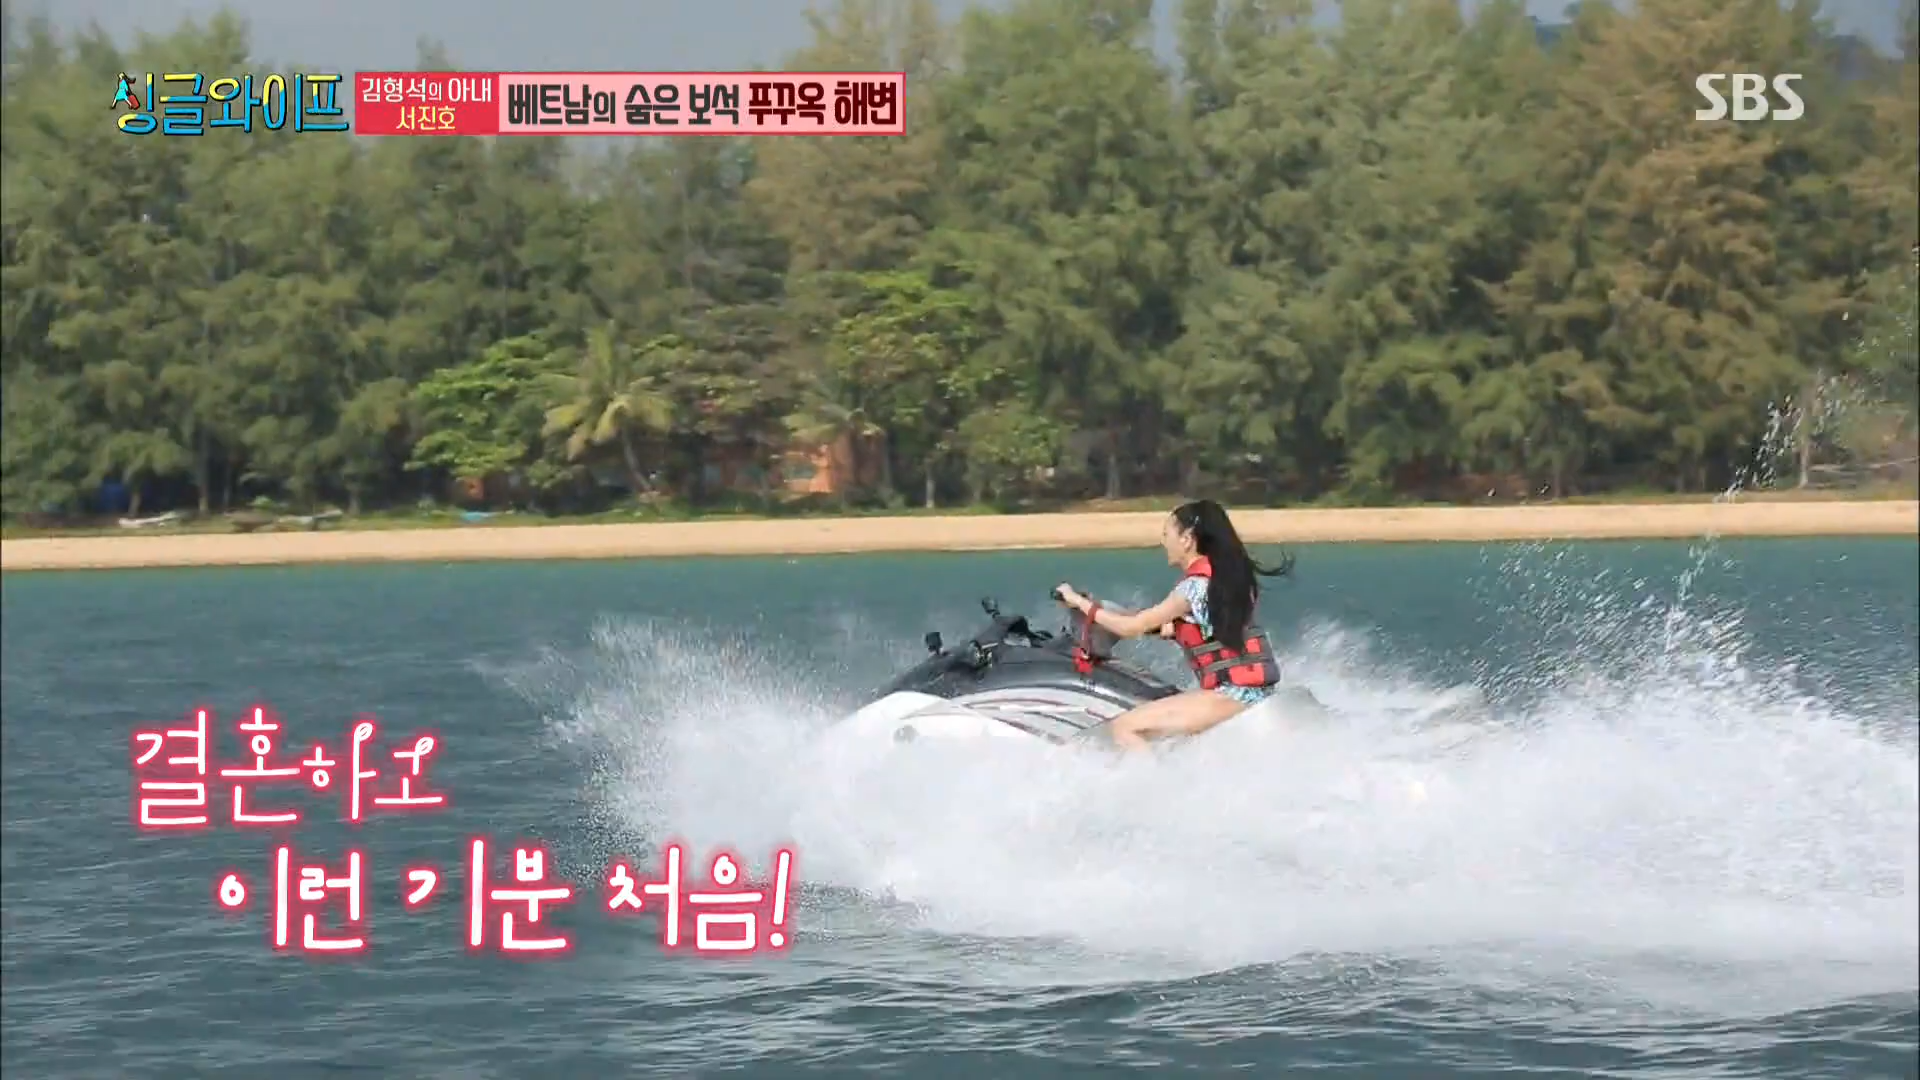 싱글와이프
김형석의 아내
서진호
베트남의 숨은 보석 푸꾸옥 해변
SBS
결혼하고
이런 기분 처음!